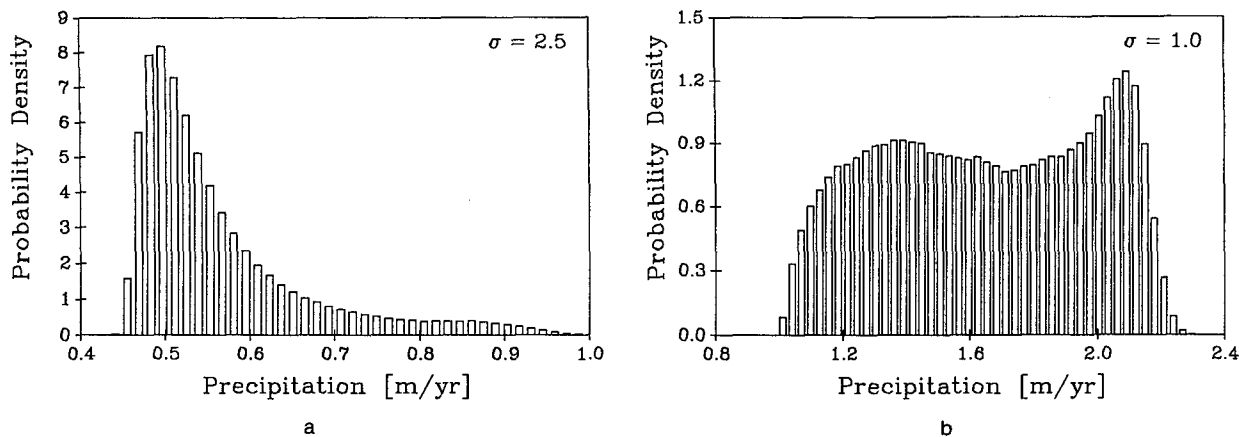 9
8
7
6
5
4
3
2
1
0
Probability Density
σ = 2.5
0.4 0.5 0.6 0.7 0.8 0.9 1.0
Precipitation [m/yr]
a
1.5
1.2
0.9
0.6
0.3
0.0
Probability Density
σ = 1.0
0.8 1.2 1.6 2.0 2.4
Precipitation [m/yr]
b